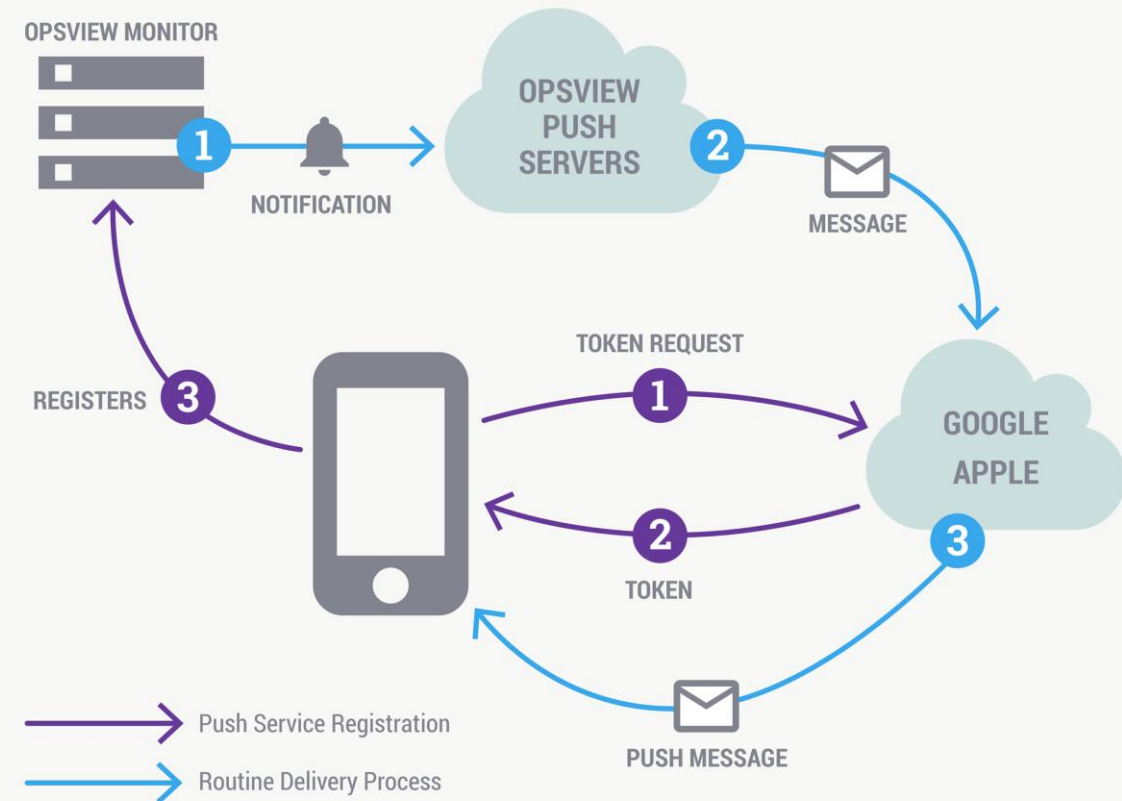 OPSVIEW MONITOR
OPSVIEW
PUSH
SERVERS
1
2
NOTIFICATION
MESSAGE
TOKEN REQUEST
1
REGISTERS
3
GOOGLE
APPLE
2
3
TOKEN
Push Service Registration
PUSH MESSAGE
Routine Delivery Process